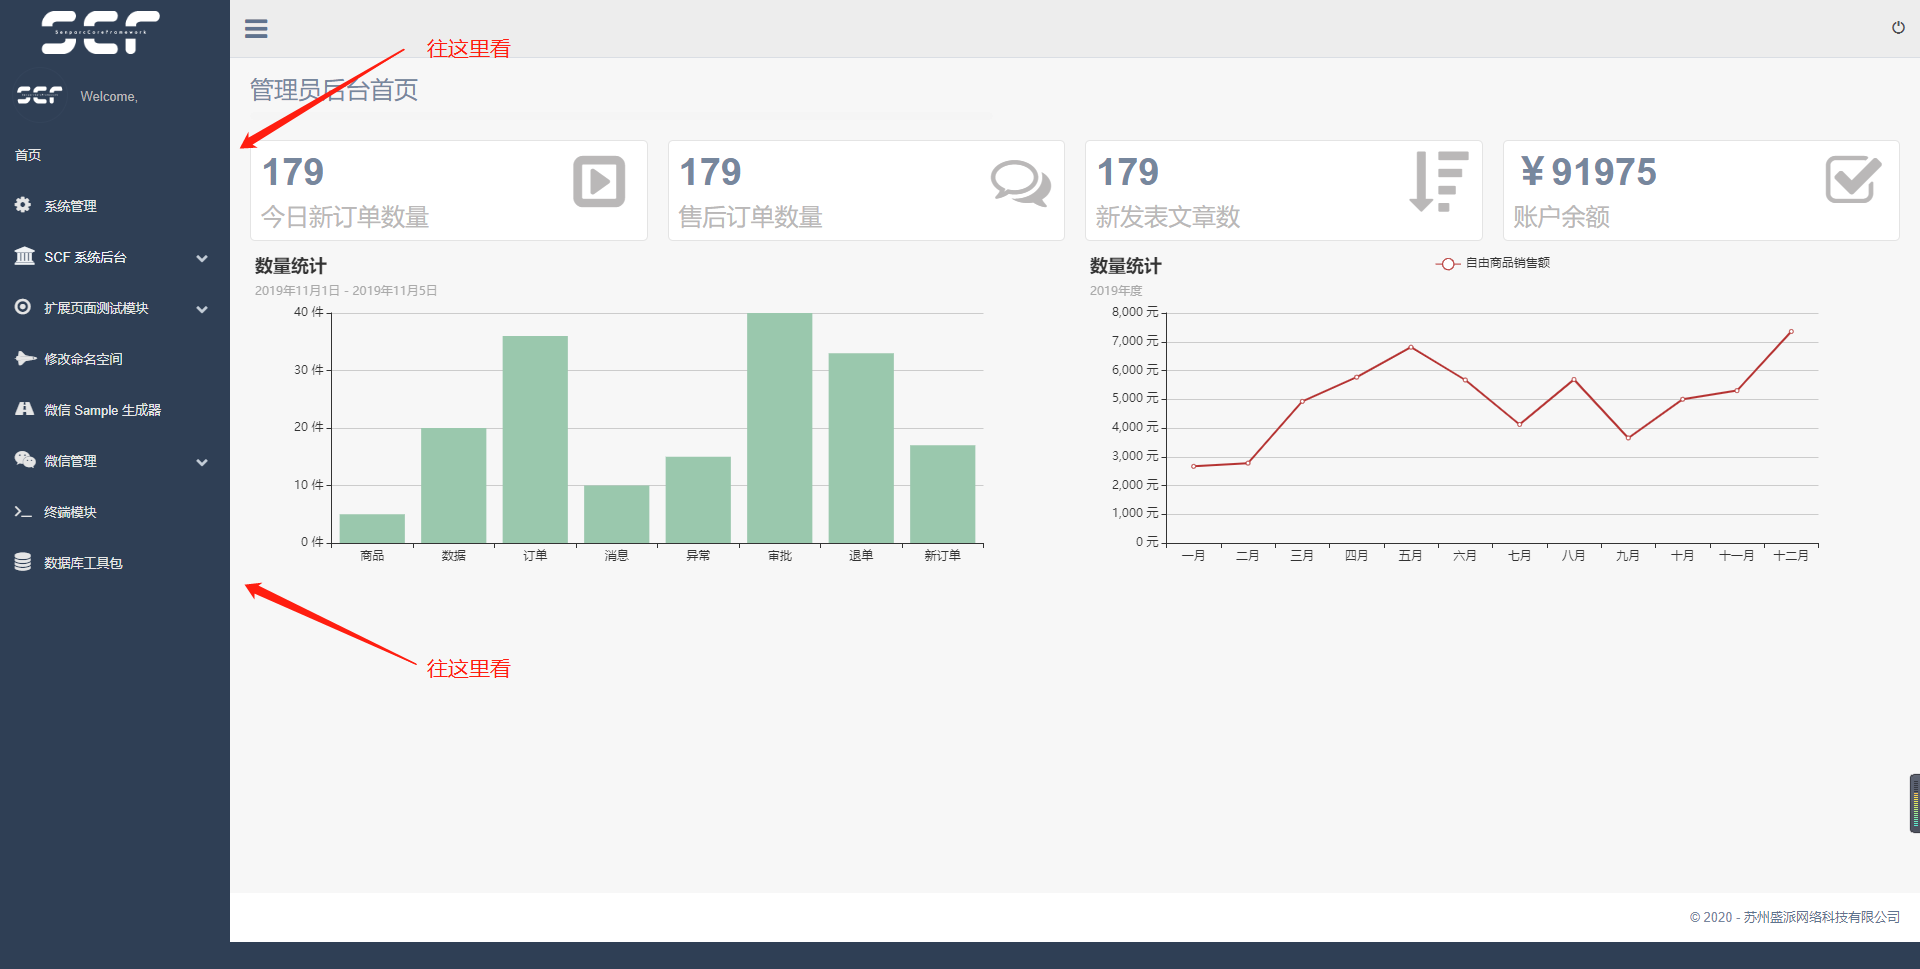 SCF
SenparcCoreFramework
SCF
Welcome,
首页
系统管理
SCF 系统后台
扩展页面测试模块
修改命名空间
微信 Sample 生成器
微信管理
终端模块
数据库工具包
往这里看
管理员后台首页
179
今日新订单数量
179
售后订单数量
179
新发表文章数
¥91975
账户余额
数量统计
2019年11月1日 - 2019年11月5日
40 件
30 件
20 件
10 件
0 件
商品 数据 订单 消息 异常 审批 退单 新订单
数量统计
2019年度
自由商品销售额
8,000 元
7,000 元
6,000 元
5,000 元
4,000 元
3,000 元
2,000 元
1,000 元
0 元
一月 二月 三月 四月 五月 六月 七月 八月 九月 十月 十一月 十二月
往这里看
© 2020 - 苏州盛派网络科技有限公司